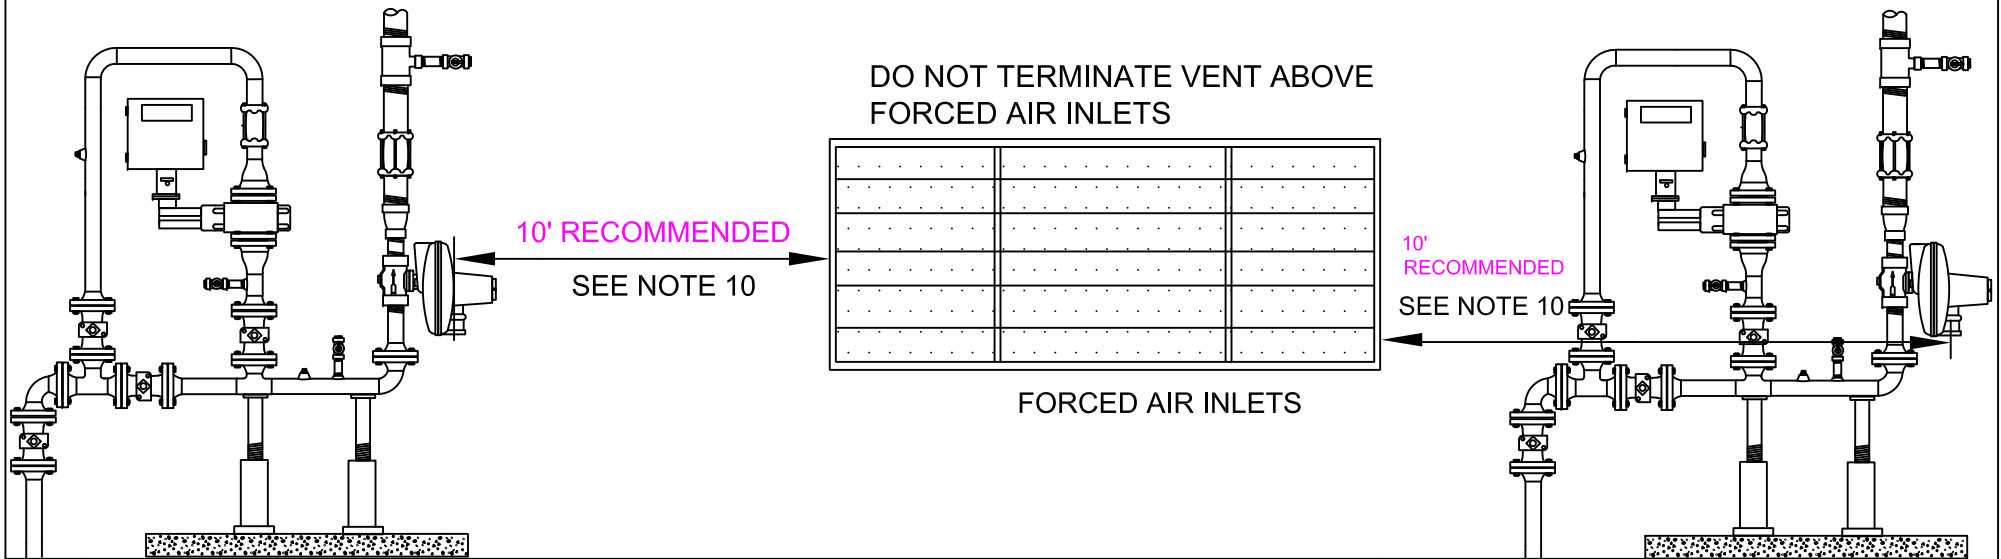 DO NOT TERMINATE VENT ABOVE
FORCED AIR INLETS
10' RECOMMENDED
SEE NOTE 10
10'
RECOMMENDED
SEE NOTE 10
FORCED AIR INLETS